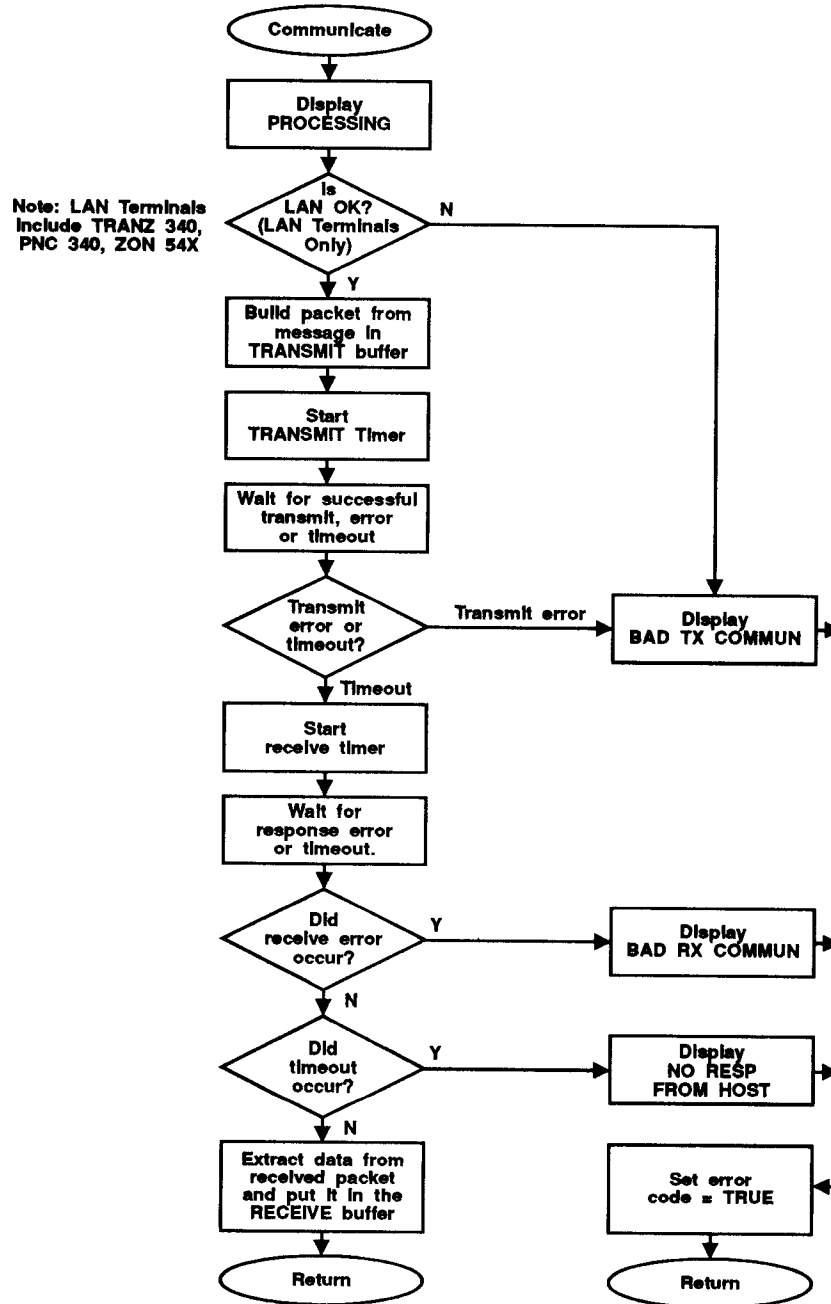 Communicate
Display
PROCESSING
Note: LAN Terminals
include TRANZ 340,
PNC 340, ZON 54X
Is
LAN OK?
(LAN Terminals
Only)
N
Y
Build packet from
message in
TRANSMIT buffer
Start
TRANSMIT Timer
Wait for successful
transmit, error
or timeout
Transmit
error or
timeout?
Transmit error
Display
BAD TX COMMUN
Timeout
Start
receive timer
Wait for
response error
or timeout.
Did
receive error
occur?
Y
Display
BAD RX COMMUN
N
Did
timeout
occur?
Y
Display
NO RESP
FROM HOST
N
Extract data from
received packet
and put it in the
RECEIVE buffer
Set error
code = TRUE
Return
Return